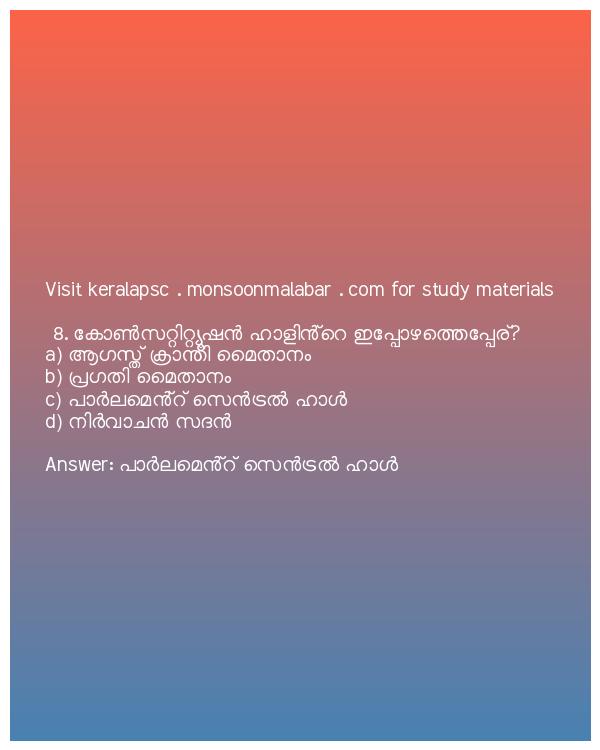 Visit keralapsc . monsoonmalabar . com for study materials
8. കോൺസറ്റിറ്റ്യൂഷൻ ഹാളിൻ്റെ ഇപ്പോഴത്തെപ്പേര്?
a) ആഗസ്ത് ക്രാന്തി മൈതാനം
b) പ്രഗതി മൈതാനം
c) പാർലമെൻ്റ് സെൻട്രൽ ഹാൾ
d) നിർവാചൻ സദൻ
Answer: പാർലമെൻ്റ് സെൻട്രൽ ഹാൾ